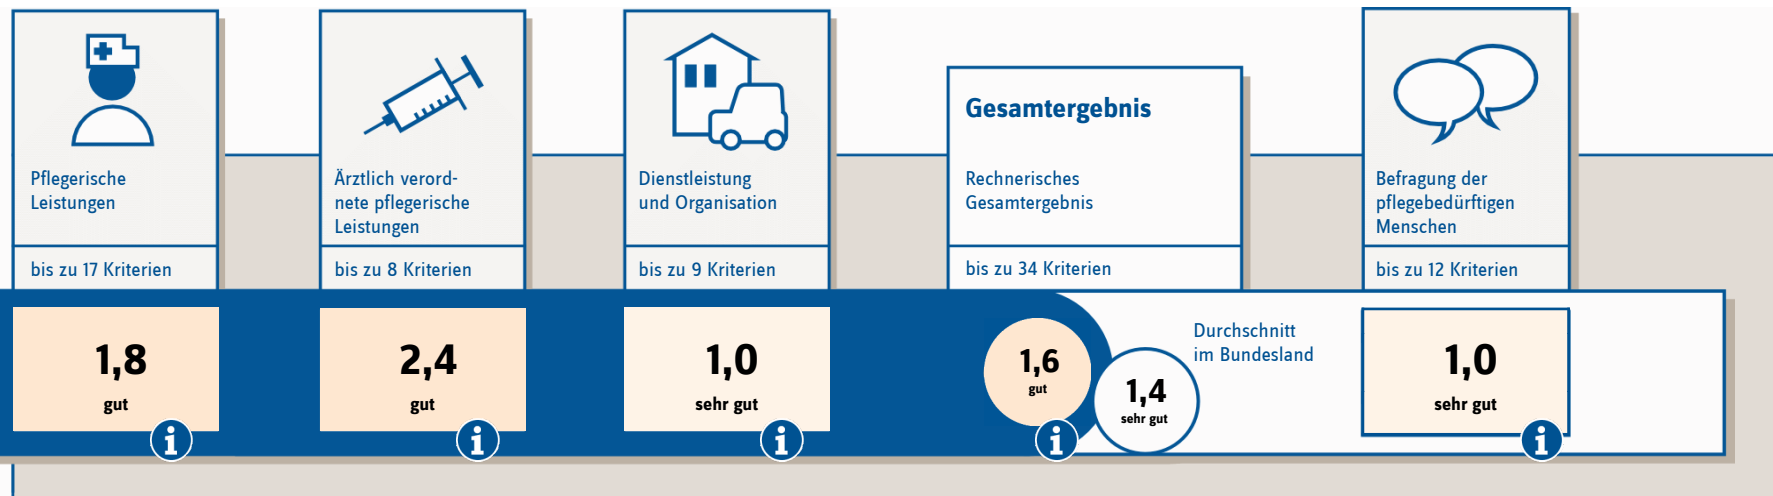 Pflegerische
Leistungen
bis zu 17 Kriterien
1,8
gut
i
Ärztlich verord-
nete pflegerische
Leistungen
bis zu 8 Kriterien
2,4
gut
i
Dienstleistung
und Organisation
bis zu 9 Kriterien
1,0
sehr gut
i
Gesamtergebnis
Rechnerisches
Gesamtergebnis
bis zu 34 Kriterien
1,6
gut
i
1,4
sehr gut
Durchschnitt
im Bundesland
Befragung der
pflegebedürftigen
Menschen
bis zu 12 Kriterien
1,0
sehr gut
i